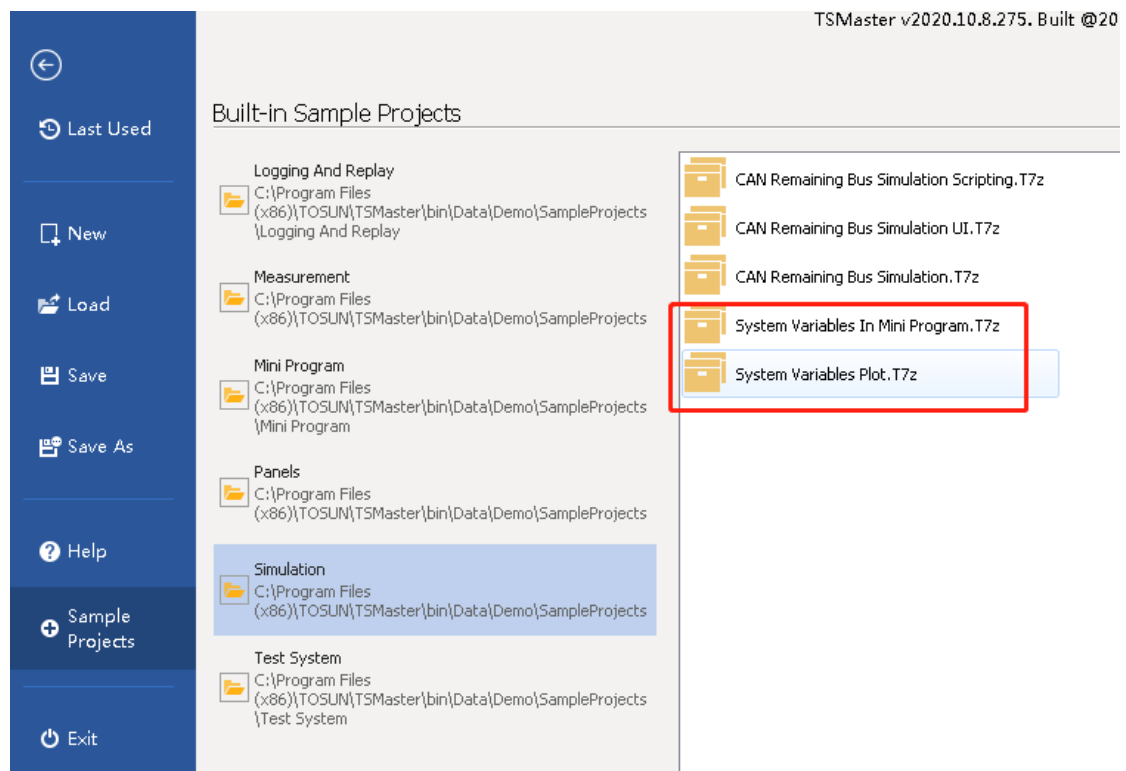 TSMaster v2020.10.8.275. Built @20
Last Used
New
Load
Save
Save As
Help
Sample
Projects
Exit
Built-in Sample Projects
Logging And Replay
C:\Program Files
(x86)\TOSUN\TSMaster\bin\Data\Demo\SampleProjects
\Logging And Replay
Measurement
C:\Program Files
(x86)\TOSUN\TSMaster\bin\Data\Demo\SampleProjects
Mini Program
C:\Program Files
(x86)\TOSUN\TSMaster\bin\Data\Demo\SampleProjects
\Mini Program
Panels
C:\Program Files
(x86)\TOSUN\TSMaster\bin\Data\Demo\SampleProjects
Simulation
C:\Program Files
(x86)\TOSUN\TSMaster\bin\Data\Demo\SampleProjects
Test System
C:\Program Files
(x86)\TOSUN\TSMaster\bin\Data\Demo\SampleProjects
\Test System
CAN Remaining Bus Simulation Scripting.T7z
CAN Remaining Bus Simulation UI.T7z
CAN Remaining Bus Simulation.T7z
System Variables In Mini Program.T7z
System Variables Plot.T7z